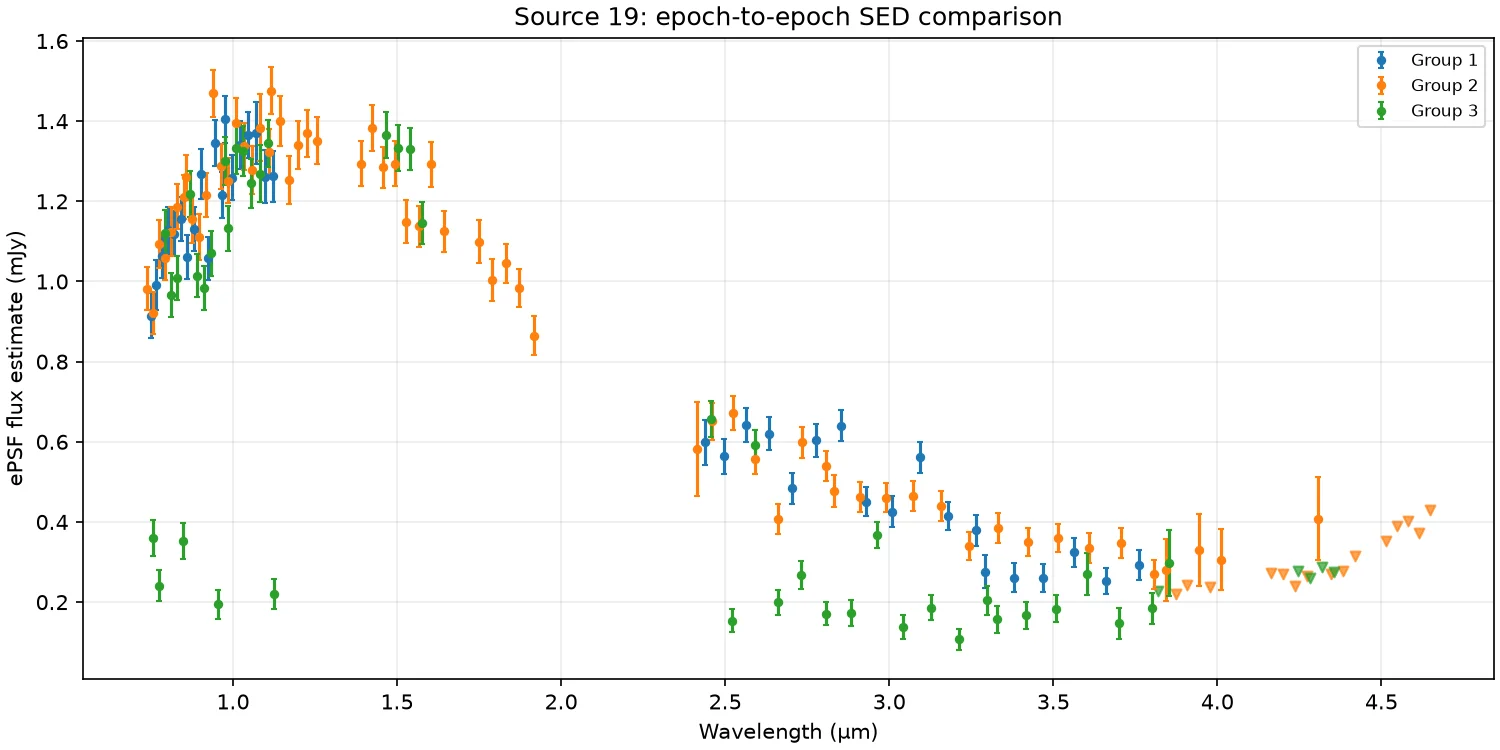 Source 19: epoch-to-epoch SED comparison
Group 1
Group 2
Group 3
ePSF flux estimate (mJy)
1.6
1.4
1.2
1.0
0.8
0.6
0.4
0.2
1.0 1.5 2.0 2.5 3.0 3.5 4.0 4.5
Wavelength (μm)